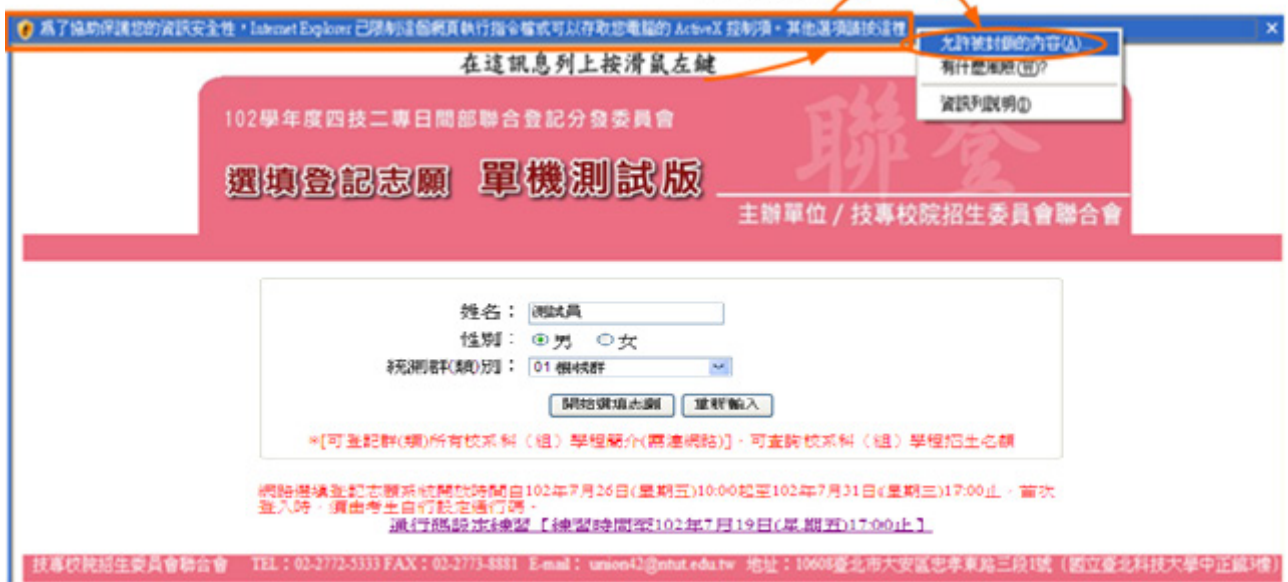 為了協助保護您的資訊安全性，Internet Explorer 已限制這個網頁執行指令檔或可以存取您電腦的 ActiveX 控制項。其他選項請按這裡
允許被封鎖的內容(A)
在這訊息列上按滑鼠左鍵
有什麼風險(W)?
資訊列說明(I)
聯登
102學年度四技二專日間部聯合登記分發委員會
選填登記志願 單機測試版
主辦單位 / 技專校院招生委員會聯合會
姓名：測試員
性別：男 女
統測群(類)別：01 機械群
開始選填志願 重新輸入
*[可登記群(類)所有校系科（組）學程簡介(需連網路)]，可查詢校系科（組）學程招生名額
網路選填登記志願系統開放時間自102年7月26日(星期五)10:00起至102年7月31日(星期三)17:00止，首次
登入時，須由考生自行設定通行碼。
通行碼設定練習【練習時間至102年7月19日(星期五)17:00止】
技專校院招生委員會聯合會 TEL：02-2772-5333 FAX：02-2773-8881 E-mail：union42@ntut.edu.tw 地址：10608臺北市大安區忠孝東路三段1號（國立臺北科技大學中正館3樓）